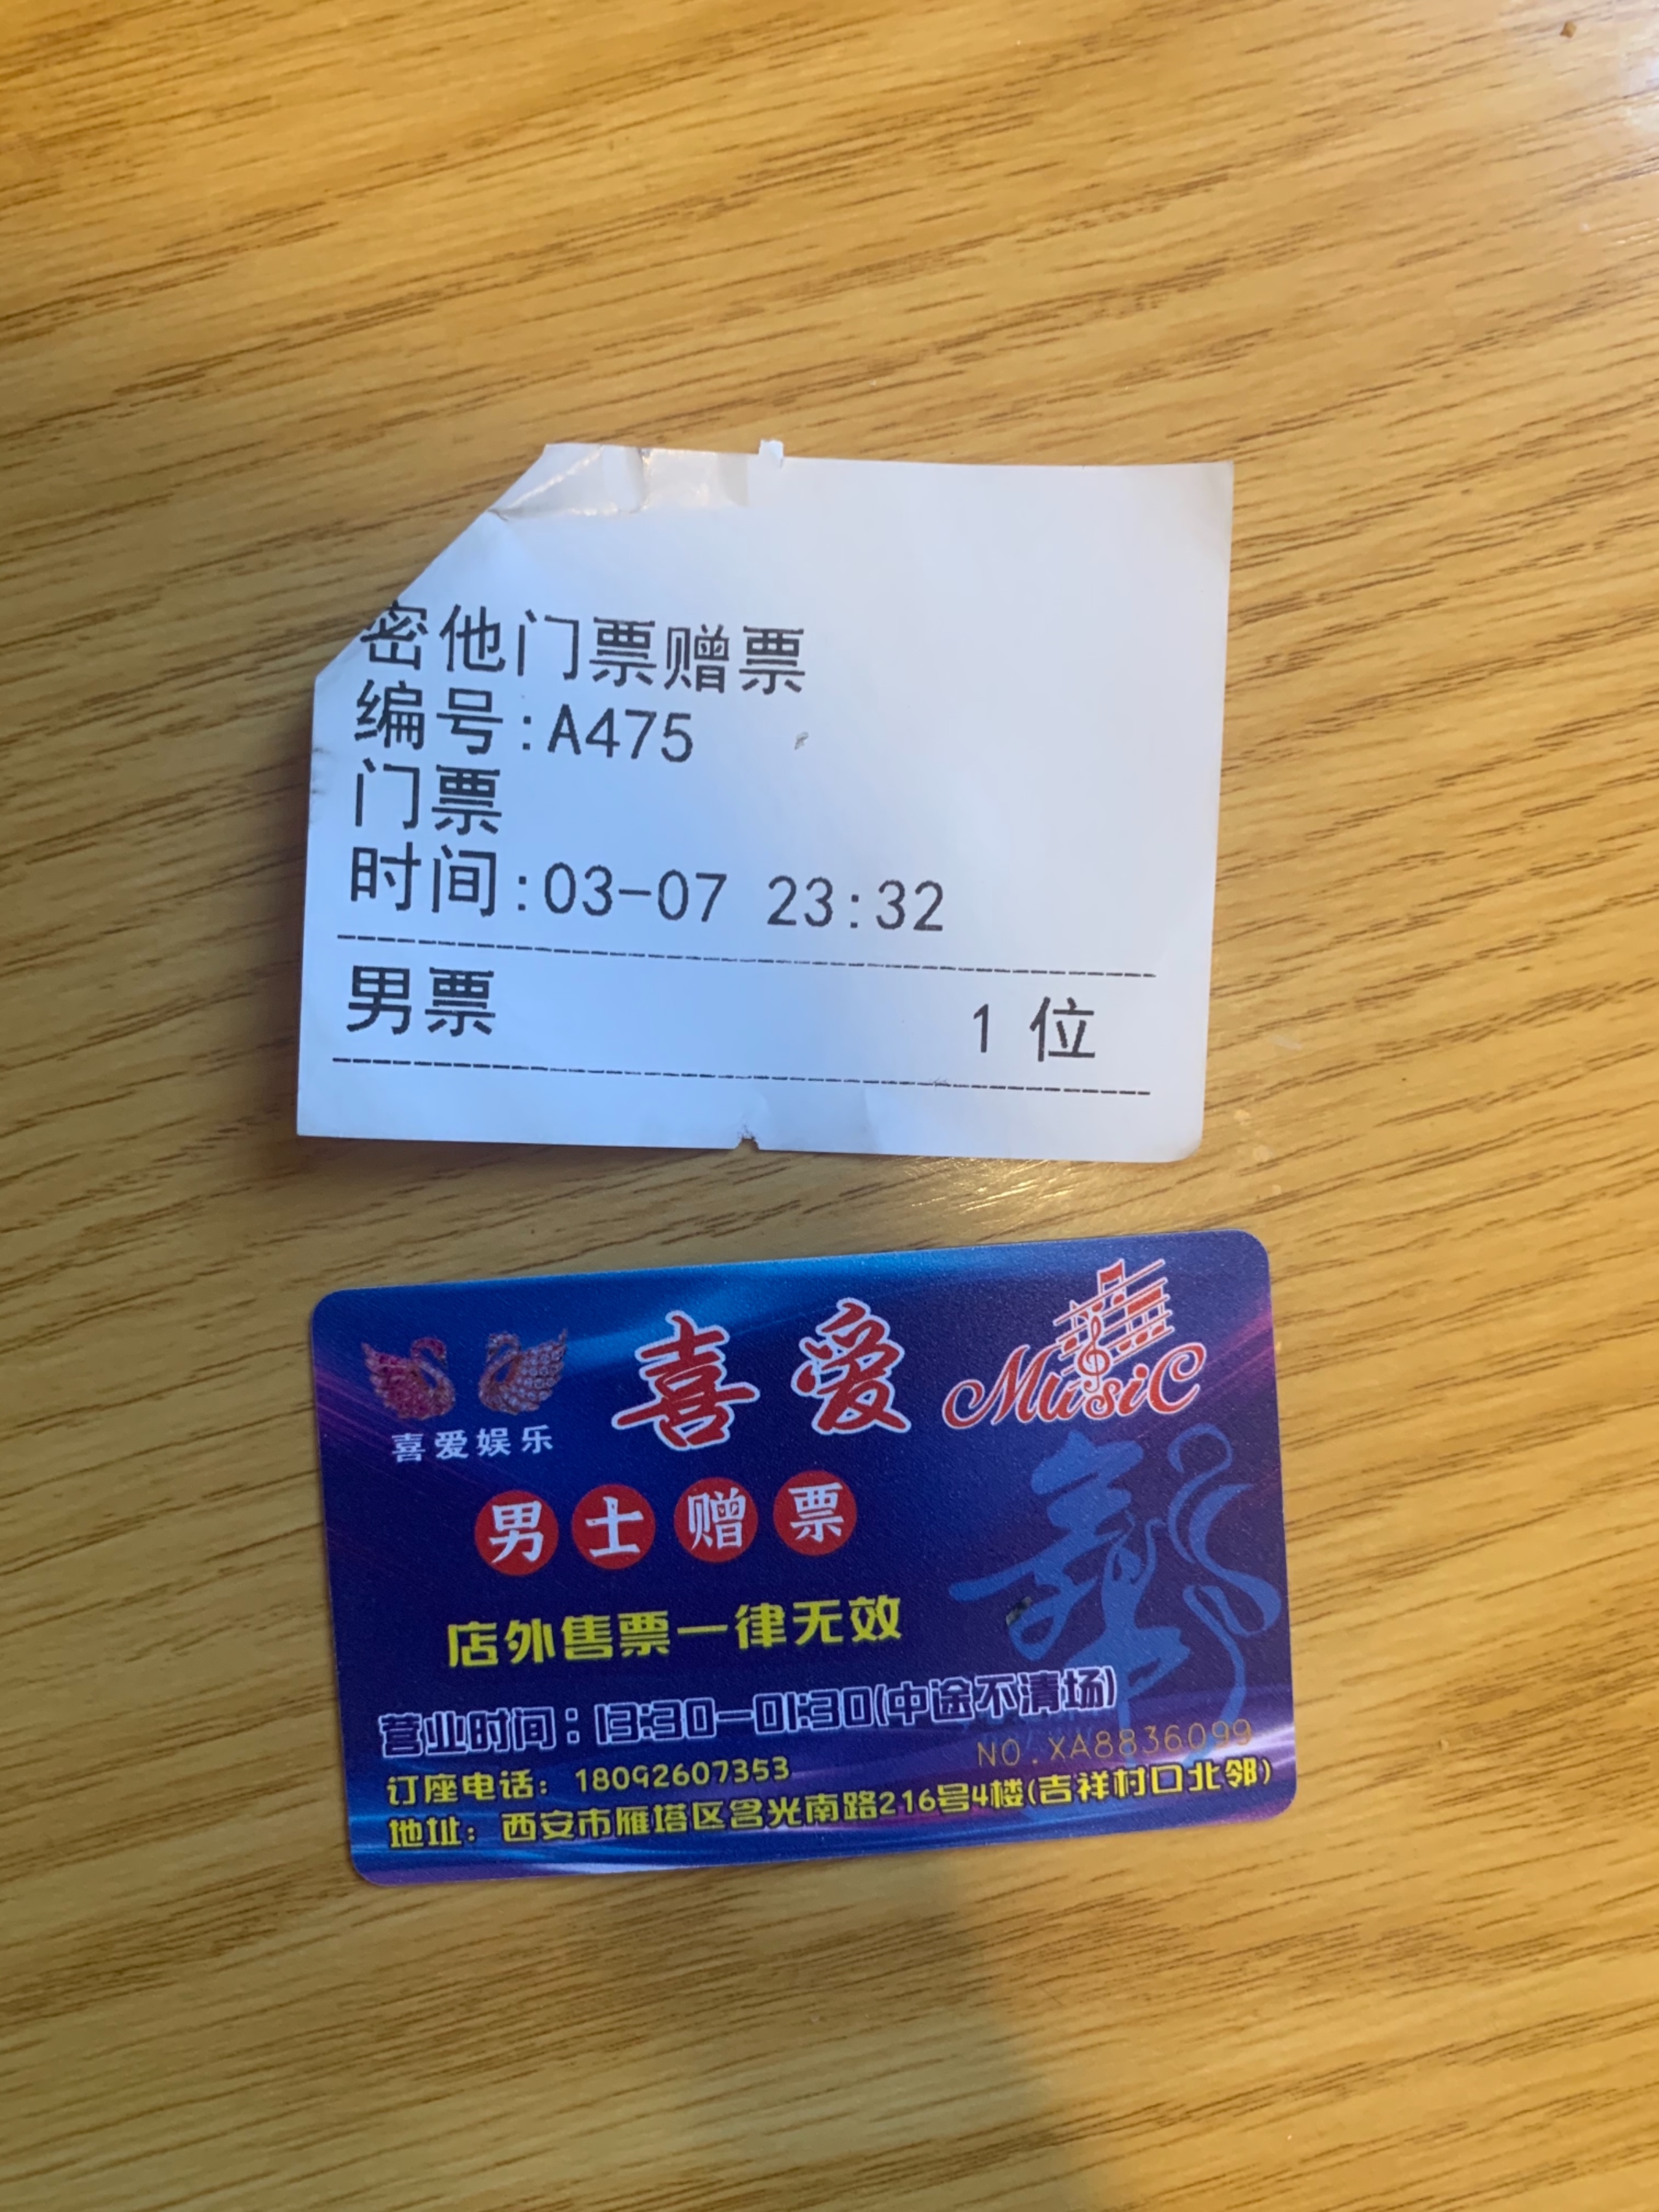 密他门票赠票
编号:A475
门票
时间:03-07 23:32
男票 1 位
喜爱 Music
喜爱娱乐
男士赠票
店外售票一律无效
舞
营业时间：13:30—01:30(中途不清场)
NO.XA8836099
订座电话：18092607353
地址：西安市雁塔区含光南路216号4楼(吉祥村口北邻)